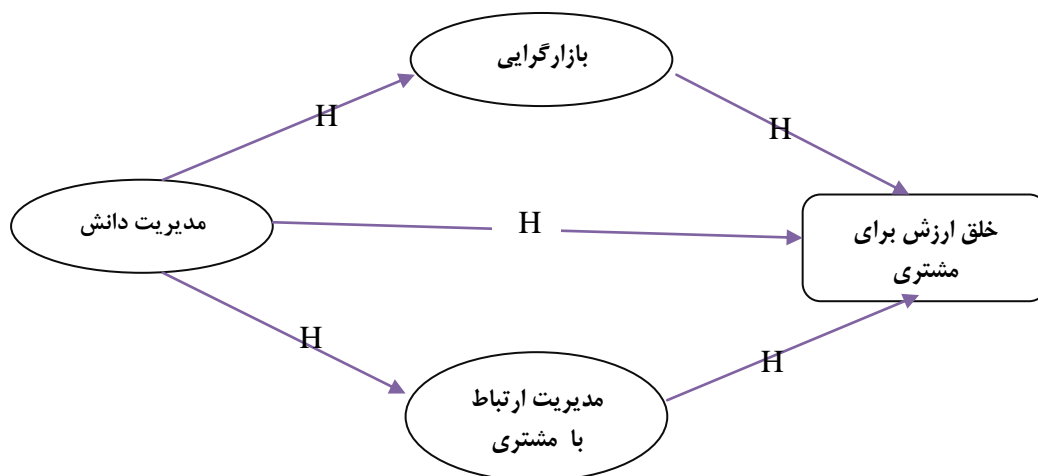 بازارگرایی
H
H
مدیریت دانش
H
خلق ارزش برای
مشتری
H
H
مدیریت ارتباط
با مشتری